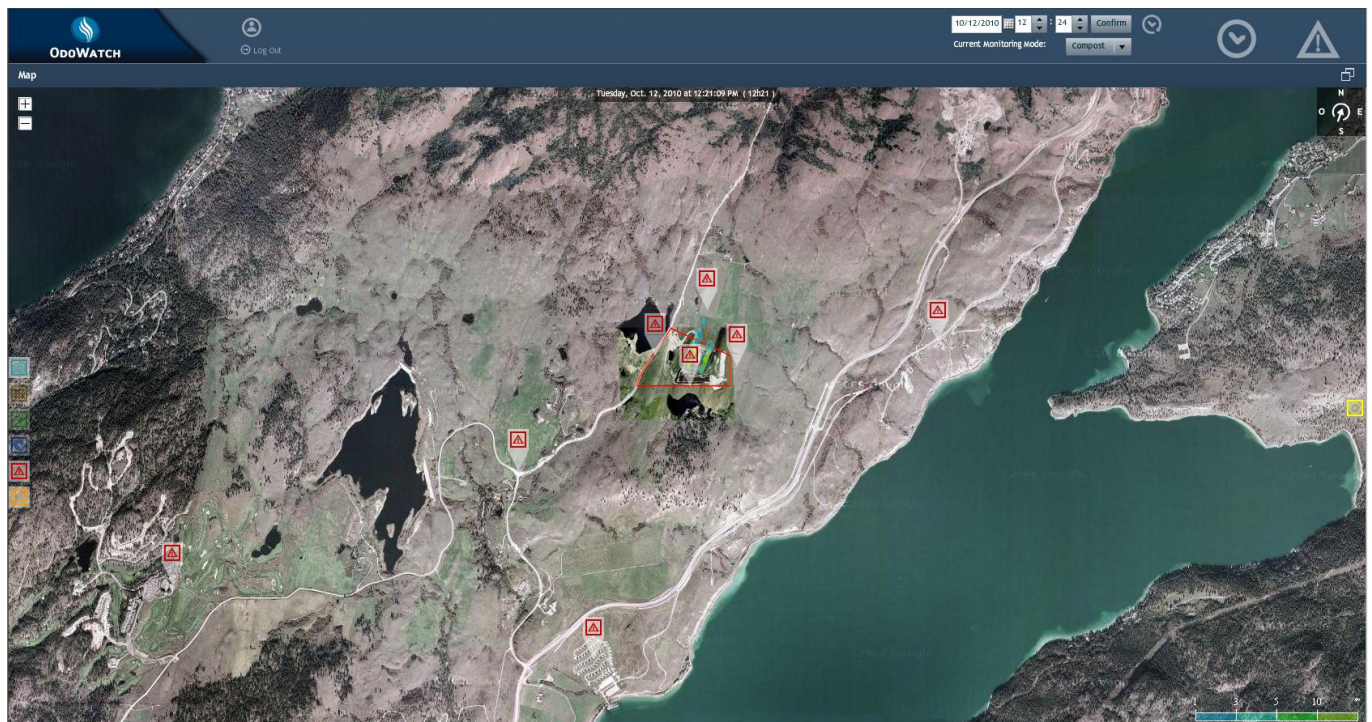 10/12/2010 12 : 24 Confirm
ODOWATCH
Log Out
Current Monitoring Mode: Compost
Map
Tuesday, Oct. 12, 2010 at 12:21:09 PM ( 12h21 )
N
O E
S
1 3 5 10